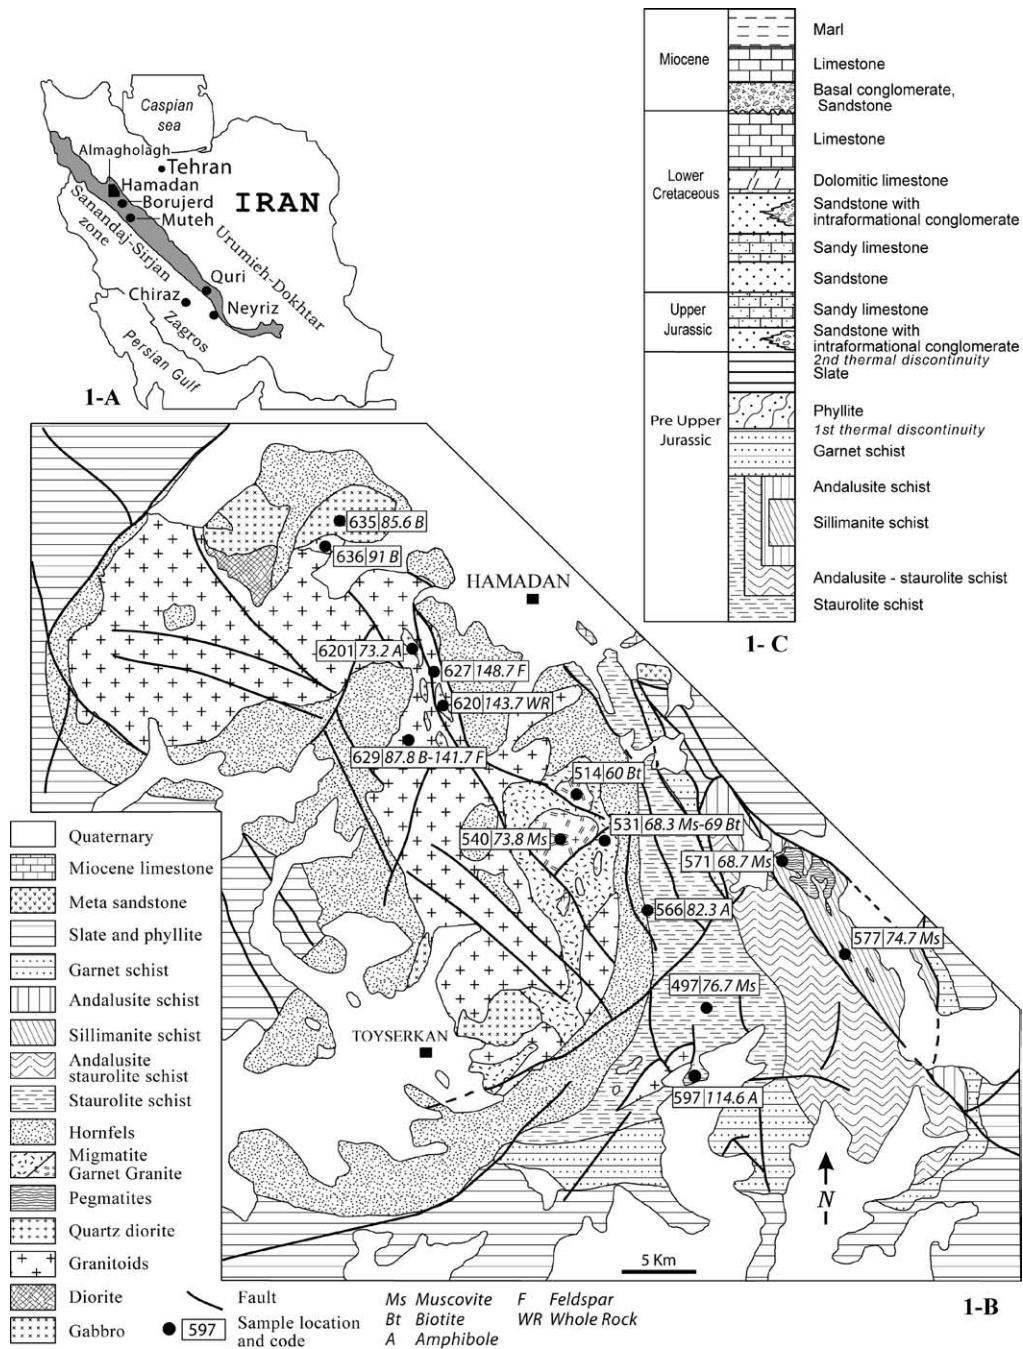 Caspian
sea
Almagholagh
Tehran
Hamadan
Borujerd
Muteh
IRAN
Sanandaj-Sirjan
zone
Urumieh-Dokhtar
Quri
Chiraz
Neyriz
Zagros
Persian Gulf
1-A
Miocene
Marl
Limestone
Basal conglomerate,
Sandstone
Lower
Cretaceous
Limestone
Dolomitic limestone
Sandstone with
intraformational conglomerate
Sandy limestone
Sandstone
Upper
Jurassic
Sandy limestone
Sandstone with
intraformational conglomerate
2nd thermal discontinuity
Pre Upper
Jurassic
Slate
Phyllite
1st thermal discontinuity
Garnet schist
Andalusite schist
Sillimanite schist
Andalusite - staurolite schist
Staurolite schist
1- C
635 85.6 B
636 91 B
HAMADAN
6201 73.2 A
627 148.7 F
620 143.7 WR
629 87.8 B-141.7 F
514 60 Bt
531 68.3 Ms-69 Bt
540 73.8 Ms
571 68.7 Ms
566 82.3 A
577 74.7 Ms
497 76.7 Ms
TOYSERKAN
597 114.6 A
N
5 Km
1-B
Quaternary
Miocene limestone
Meta sandstone
Slate and phyllite
Garnet schist
Andalusite schist
Sillimanite schist
Andalusite
staurolite schist
Staurolite schist
Hornfels
Migmatite
Garnet Granite
Pegmatites
Quartz diorite
Granitoids
Diorite
Gabbro
Fault
597 Sample location
and code
Ms Muscovite
Bt Biotite
A Amphibole
F Feldspar
WR Whole Rock